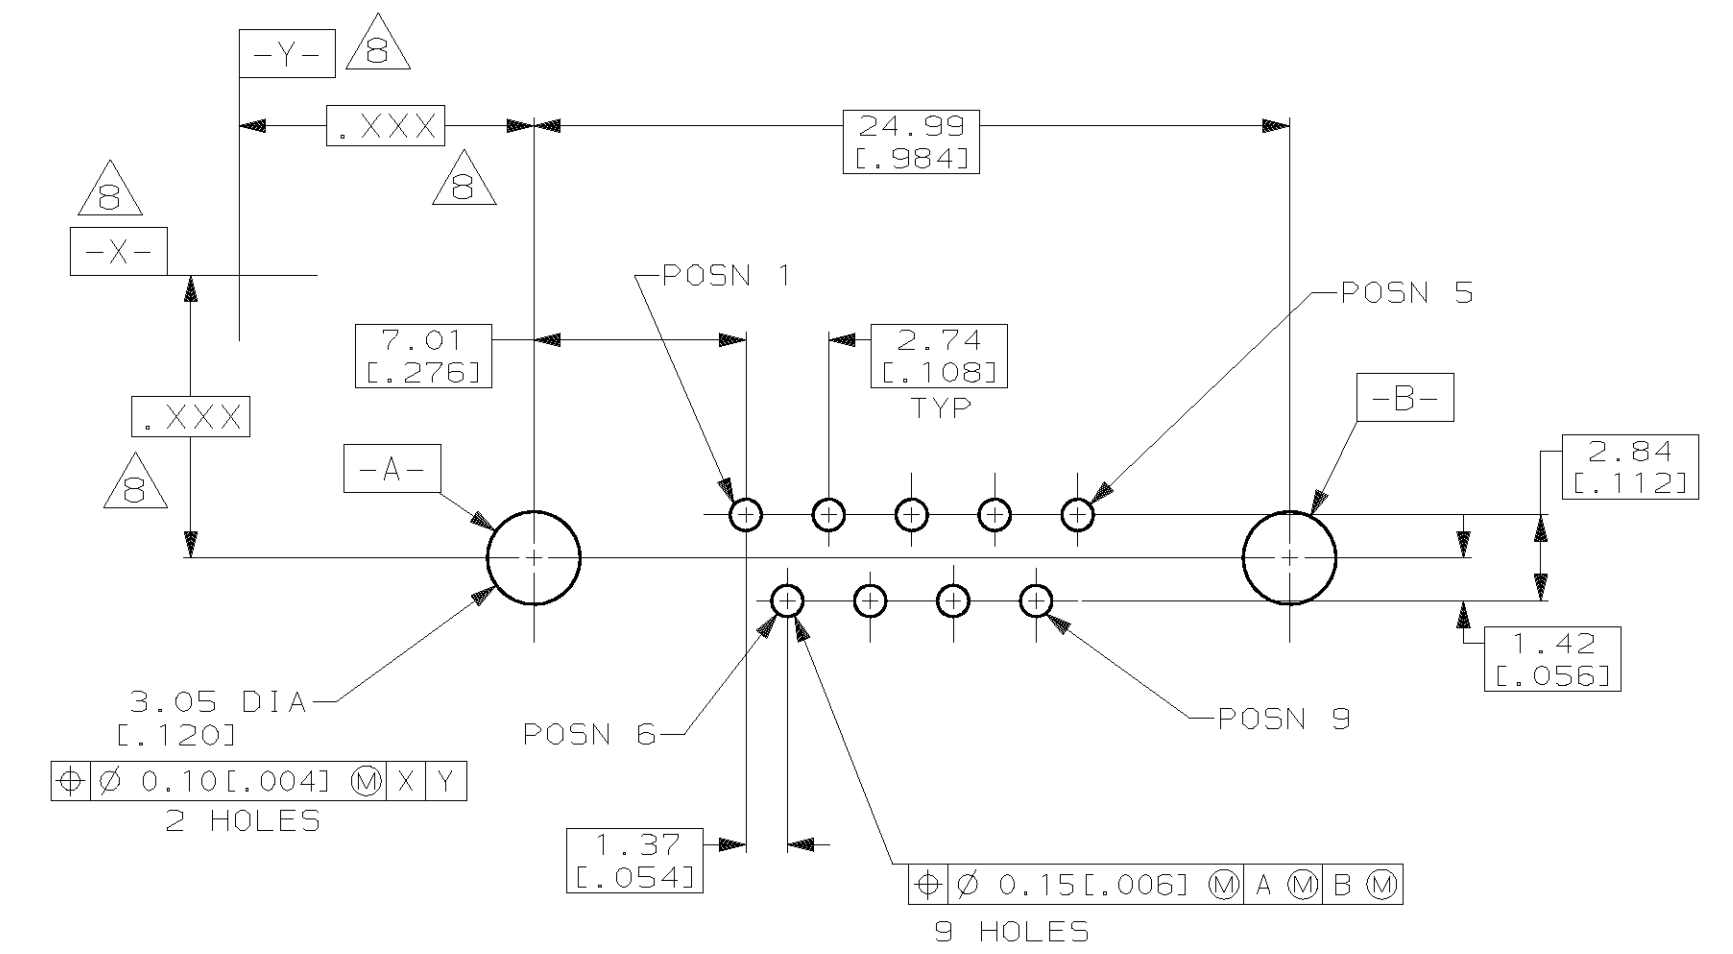 -Y-
8
.XXX
24.99
[.984]
8
8
-X-
POSN 1
POSN 5
7.01
[.276]
2.74
[.108]
TYP
-B-
.XXX
2.84
[.112]
-A-
8
1.42
[.056]
3.05 DIA
[.120]
POSN 6
POSN 9
⌖ Ø 0.10[.004] Ⓜ X Y
2 HOLES
1.37
[.054]
⌖ Ø 0.15[.006] Ⓜ A Ⓜ B Ⓜ
9 HOLES